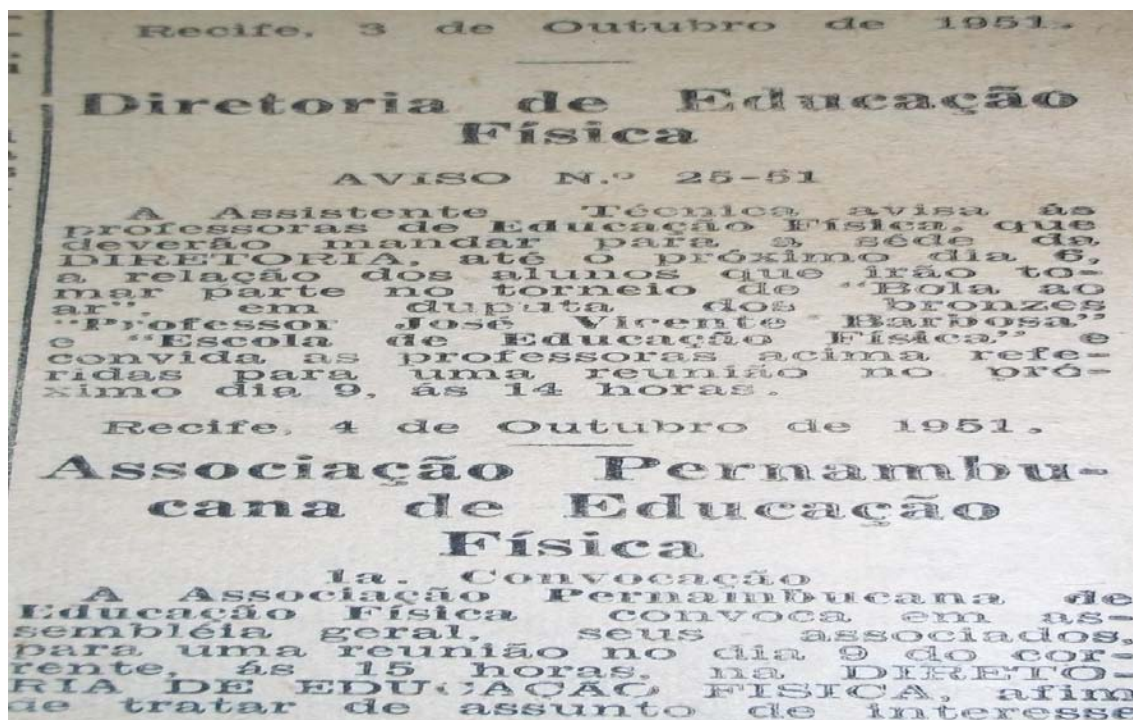 Recife, 3 de Outubro de 1951.
Diretoria de Educação
Física
AVISO N.º 25-51
A Assistente Técnica avisa ás
professoras de Educação Física, que
deverão mandar para a séde da
DIRETORIA, até o próximo dia 6,
a relação dos alunos que irão to-
mar parte no torneio de "Bola ao
ar", em duputa dos bronzes
"Professor José Virente Barbosa"
e "Escola de Educação Física" e
convida as professoras acima refe-
ridas para uma reunião no pró-
ximo dia 9, ás 14 horas.
Recife, 4 de Outubro de 1951.
Associação Pernambu-
cana de Educação
Física
1a. Convocação
A Associação Pernambucana de
Educação Física convoca em as-
sembléia geral, seus associados,
para uma reunião no dia 9 do cor-
rente, ás 15 horas, na DIRETO-
RIA DE EDUCAÇÃO FISICA, afim
de tratar de assunto de interesse